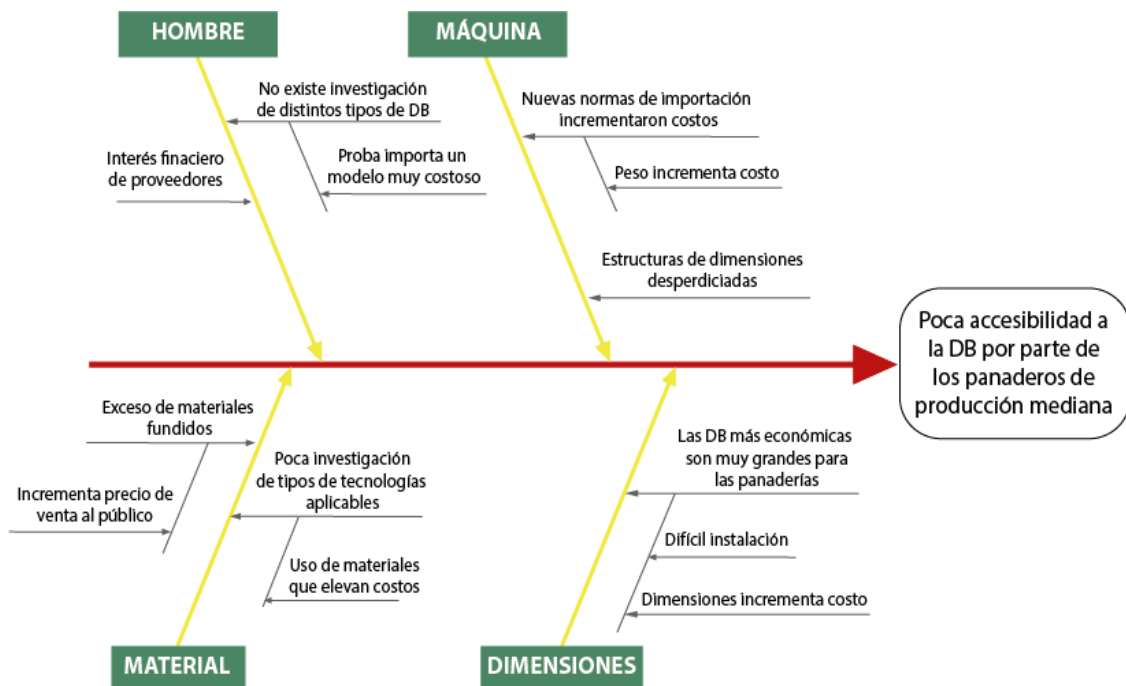 HOMBRE
MÁQUINA
No existe investigación
de distintos tipos de DB
Interés finaciero
de proveedores
Proba importa un
modelo muy costoso
Nuevas normas de importación
incrementaron costos
Peso incrementa costo
Estructuras de dimensiones
desperdiciadas
Poca accesibilidad a
la DB por parte de
los panaderos de
producción mediana
Exceso de materiales
fundidos
Incrementa precio de
venta al público
Poca investigación
de tipos de tecnologías
aplicables
Uso de materiales
que elevan costos
Las DB más económicas
son muy grandes para
las panaderías
Difícil instalación
Dimensiones incrementa costo
MATERIAL
DIMENSIONES